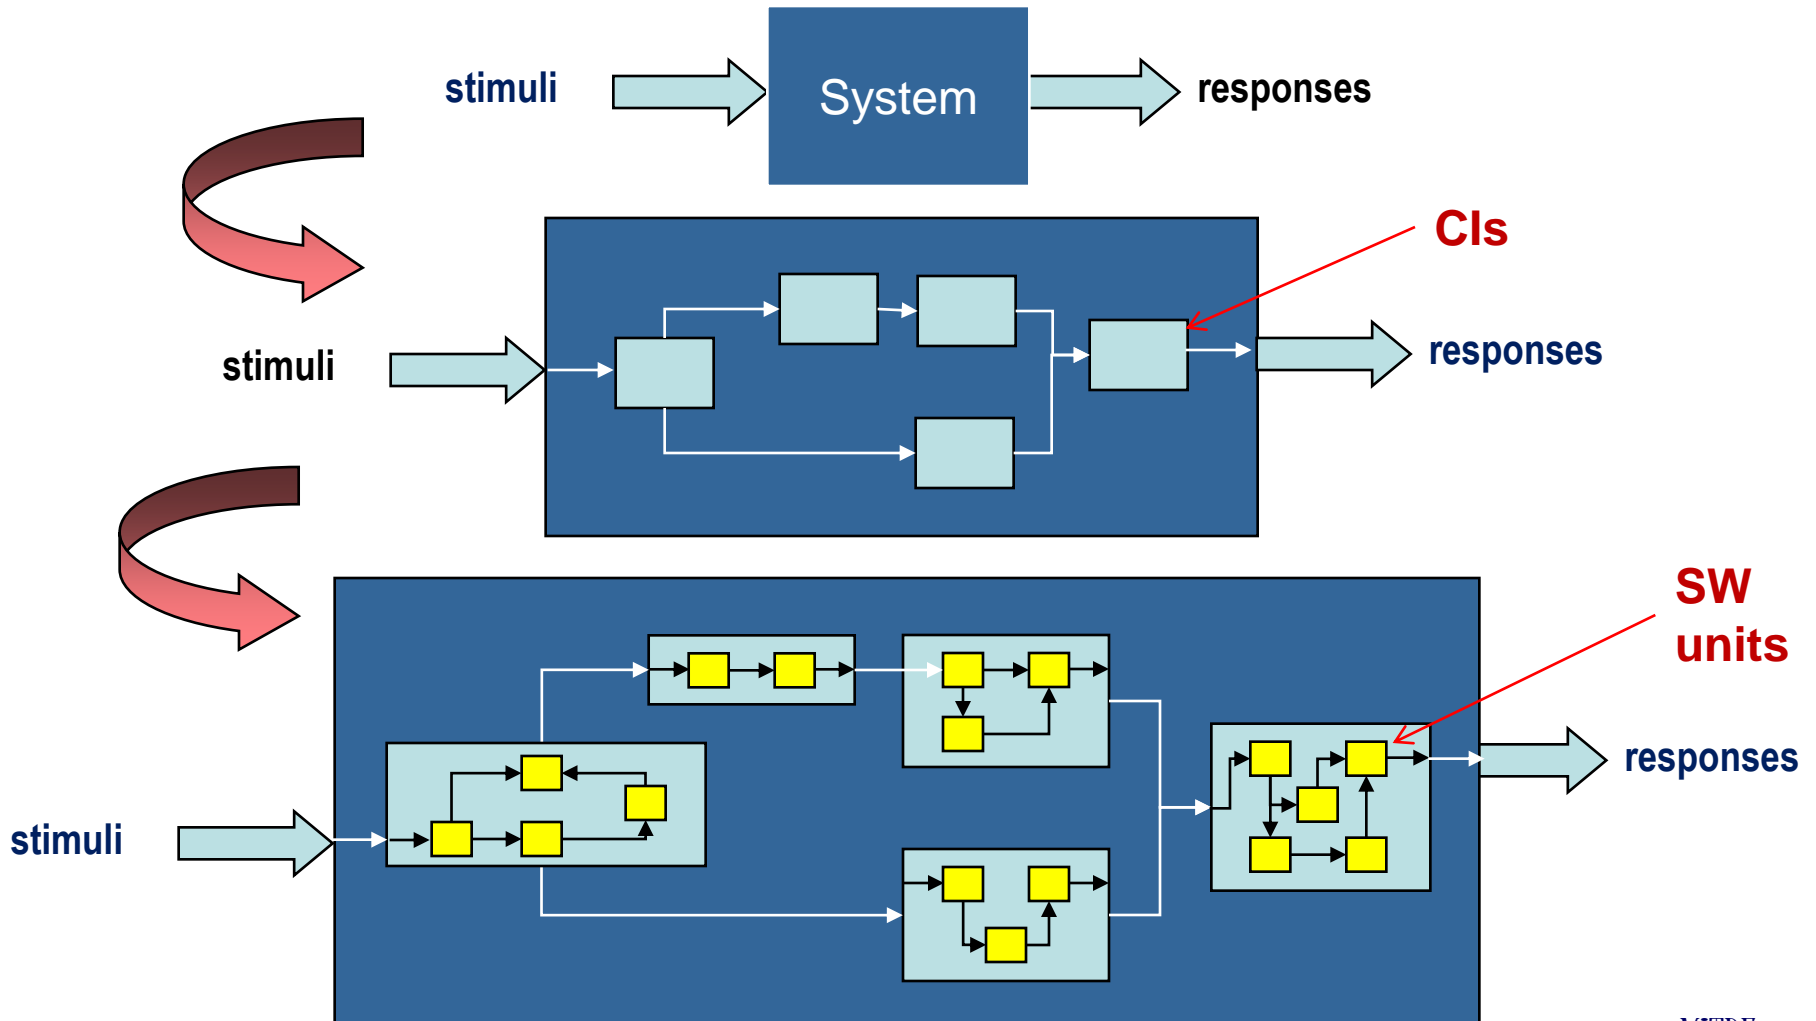 stimuli
System
responses
CIs
stimuli
responses
SW
units
responses
stimuli